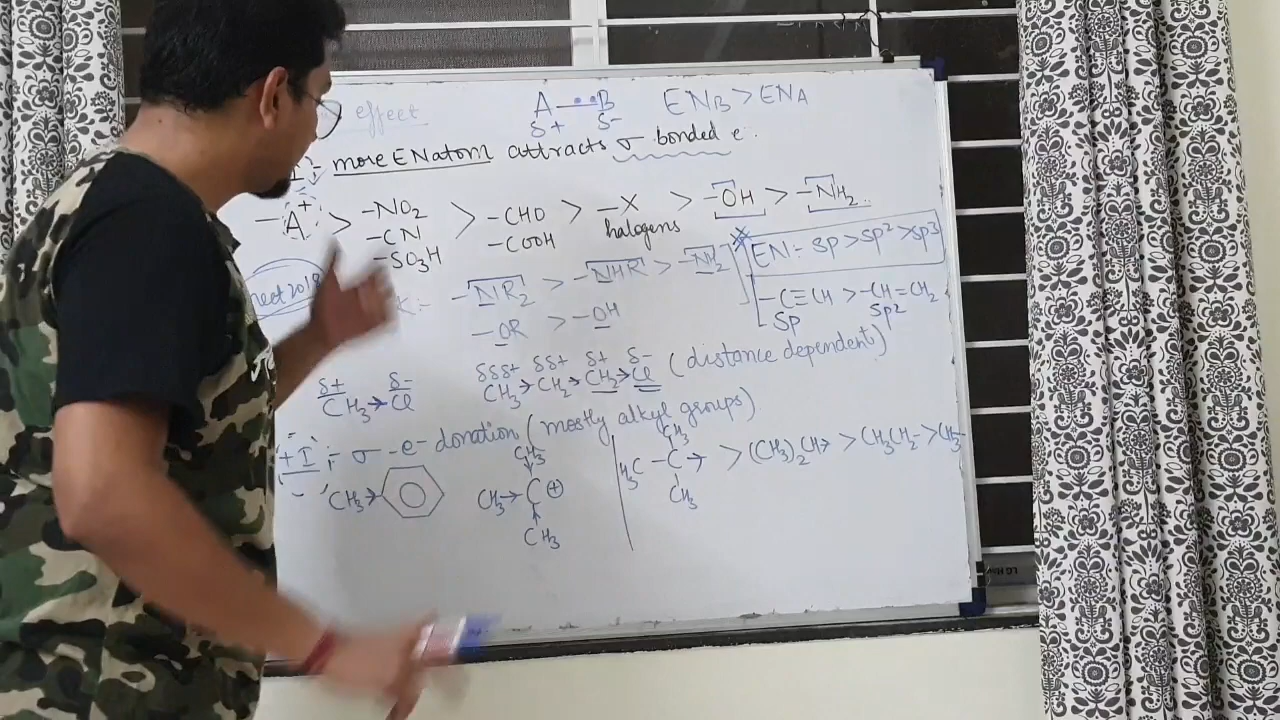 effect
A—B ENB > ENA
δ+ δ-
I :- more EN atom attracts σ bonded e-.
-A+ > -NO2 > -CHO > -X > -OH > -NH2
-CN -COOH halogens
-SO3H
neet 2018
-NR2 > -NHR > -NH2
-OR > -OH
EN:- sp > sp2 > sp3
-C≡CH > -CH=CH2
sp sp2
δ+ δ-
CH3→Cl
δδδ+ δδ+ δ+ δ-
CH3→CH2→CH2→Cl (distance dependent)
+I :- σ-e- donation (mostly alkyl groups)
CH3→
CH3
CH3→C⊕
CH3
CH3
H3C-C→ > (CH3)2CH→ > CH3CH2- > CH3-
CH3